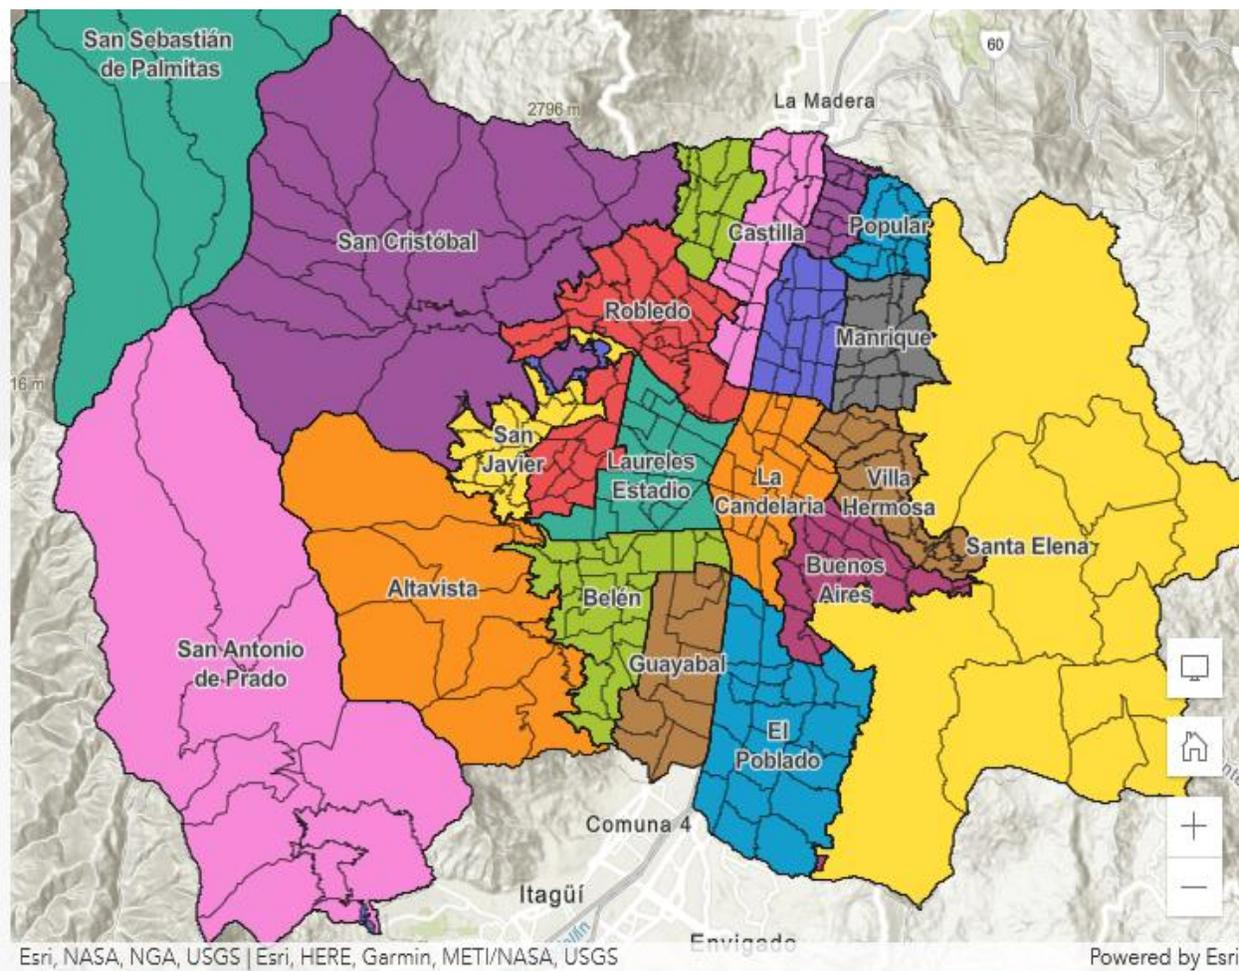 San Sebastián
de Palmitas
60
La Madera
2796 m
San Cristóbal
Castilla
Popular
Robledo
Manrique
16 m
San
Javier
Laureles
Estadio
La
Candelaria
Villa
Hermosa
Santa Elena
Buenos
Aires
Altavista
Belén
San Antonio
de Prado
Guayabal
El
Poblado
Comuna 4
Itagüí
Envigado
Esri, NASA, NGA, USGS | Esri, HERE, Garmin, METI/NASA, USGS
Powered by Esri